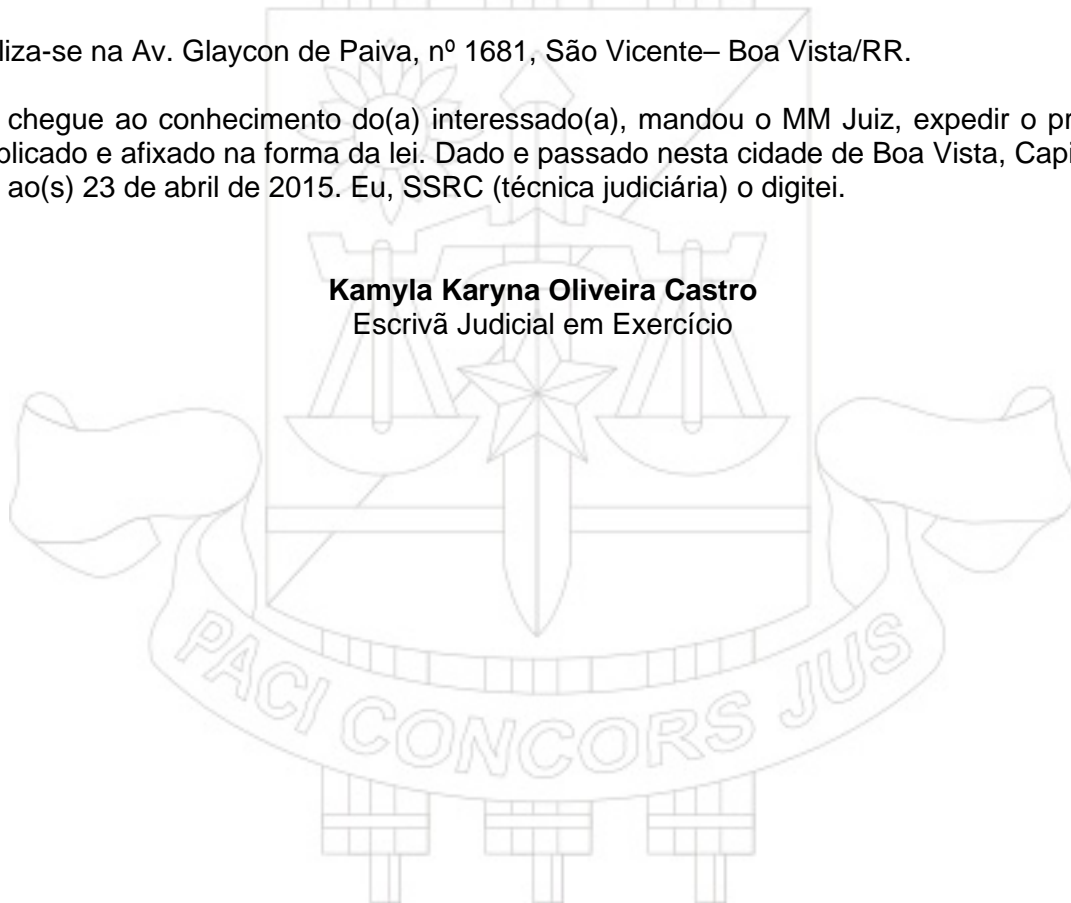 liza-se na Av. Glaycon de Paiva, nº 1681, São Vicente– Boa Vista/RR.
chegue ao conhecimento do(a) interessado(a), mandou o MM Juiz, expedir o pr
blicado e afixado na forma da lei. Dado e passado nesta cidade de Boa Vista, Capi
ao(s) 23 de abril de 2015. Eu, SSRC (técnica judiciária) o digitei.
Kamyla Karyna Oliveira Castro
Escrivã Judicial em Exercício
PACI CONCORS JUS